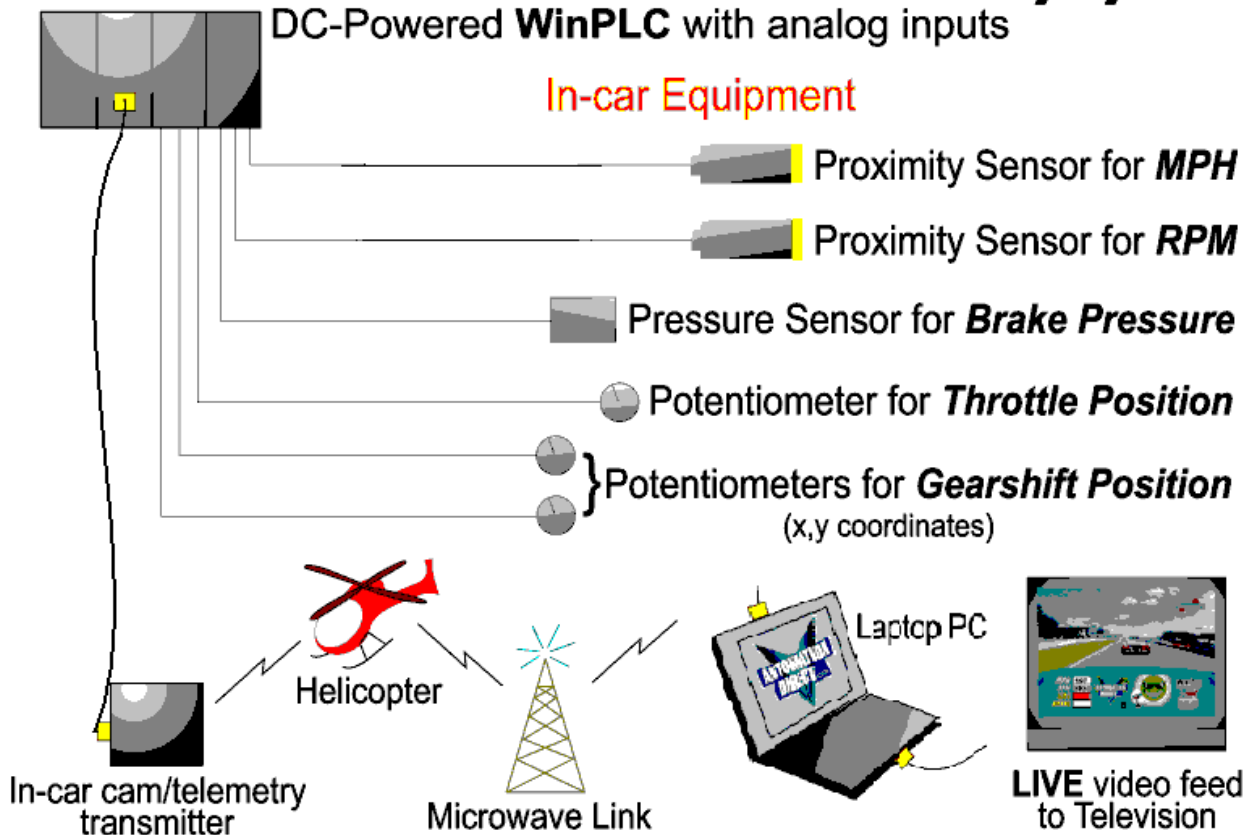 DC-Powered WinPLC with analog inputs
In-car Equipment
Proximity Sensor for MPH
Proximity Sensor for RPM
Pressure Sensor for Brake Pressure
Potentiometer for Throttle Position
Potentiometers for Gearshift Position
(x,y coordinates)
Helicopter
Laptop PC
AUTOMATION
DIRECT
In-car cam/telemetry
transmitter
Microwave Link
LIVE video feed
to Television